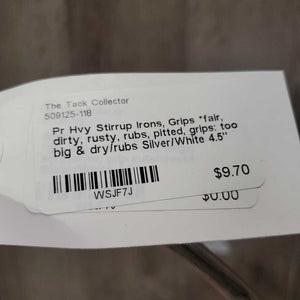 The Tack Collector
509125-118
Pr Hvy Stirrup Irons, Grips *fair,
dirty, rusty, rubs, pitted, grips: too
big & dry/rubs Silver/White 4.5"
$9.70
WSJF7J
$0.00